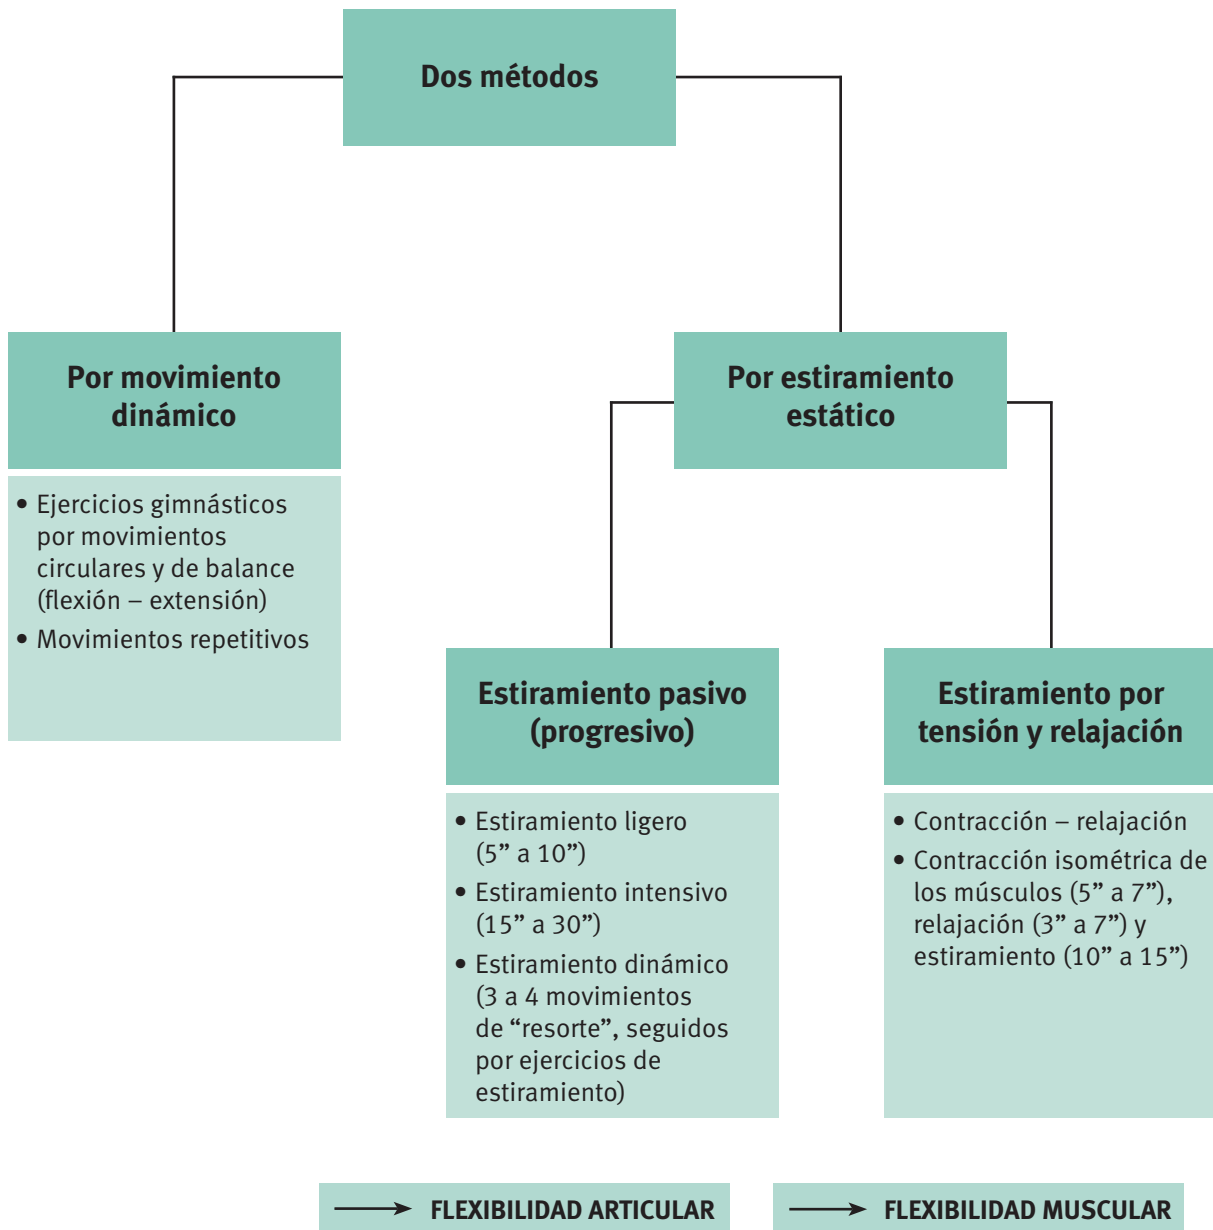 Dos métodos
Por movimiento
dinámico
• Ejercicios gimnásticos
por movimientos
circulares y de balance
(flexión – extensión)
• Movimientos repetitivos
Por estiramiento
estático
Estiramiento pasivo
(progresivo)
• Estiramiento ligero
(5” a 10”)
• Estiramiento intensivo
(15” a 30”)
• Estiramiento dinámico
(3 a 4 movimientos
de “resorte”, seguidos
por ejercicios de
estiramiento)
Estiramiento por
tensión y relajación
• Contracción – relajación
• Contracción isométrica de
los músculos (5” a 7”),
relajación (3” a 7”) y
estiramiento (10” a 15”)
FLEXIBILIDAD ARTICULAR
FLEXIBILIDAD MUSCULAR